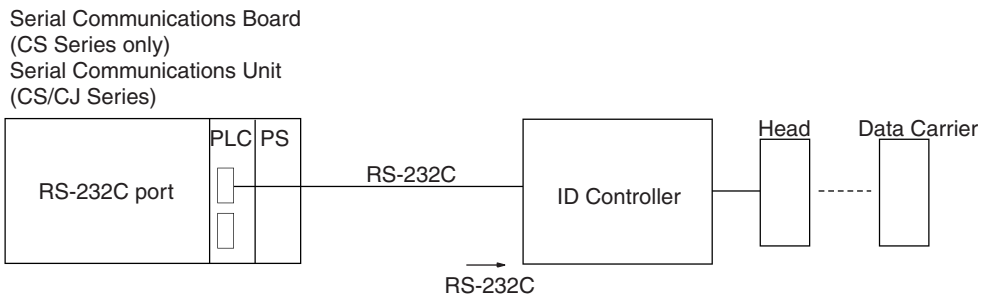 Serial Communications Board
(CS Series only)
Serial Communications Unit
(CS/CJ Series)
PLC PS
Head
Data Carrier
RS-232C port
RS-232C
ID Controller
RS-232C